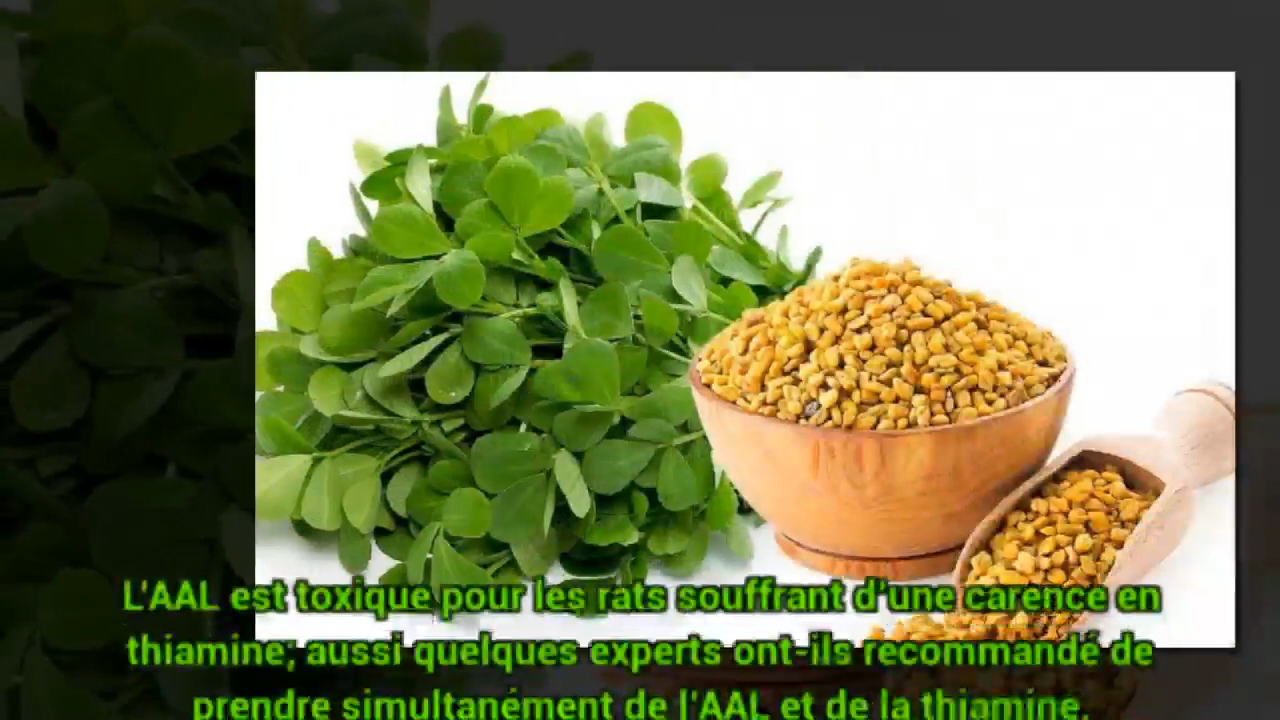 L'AAL est toxique pour les rats souffrant d'une carence en
thiamine; aussi quelques experts ont-ils recommandé de
prendre simultanément de l'AAL et de la thiamine.